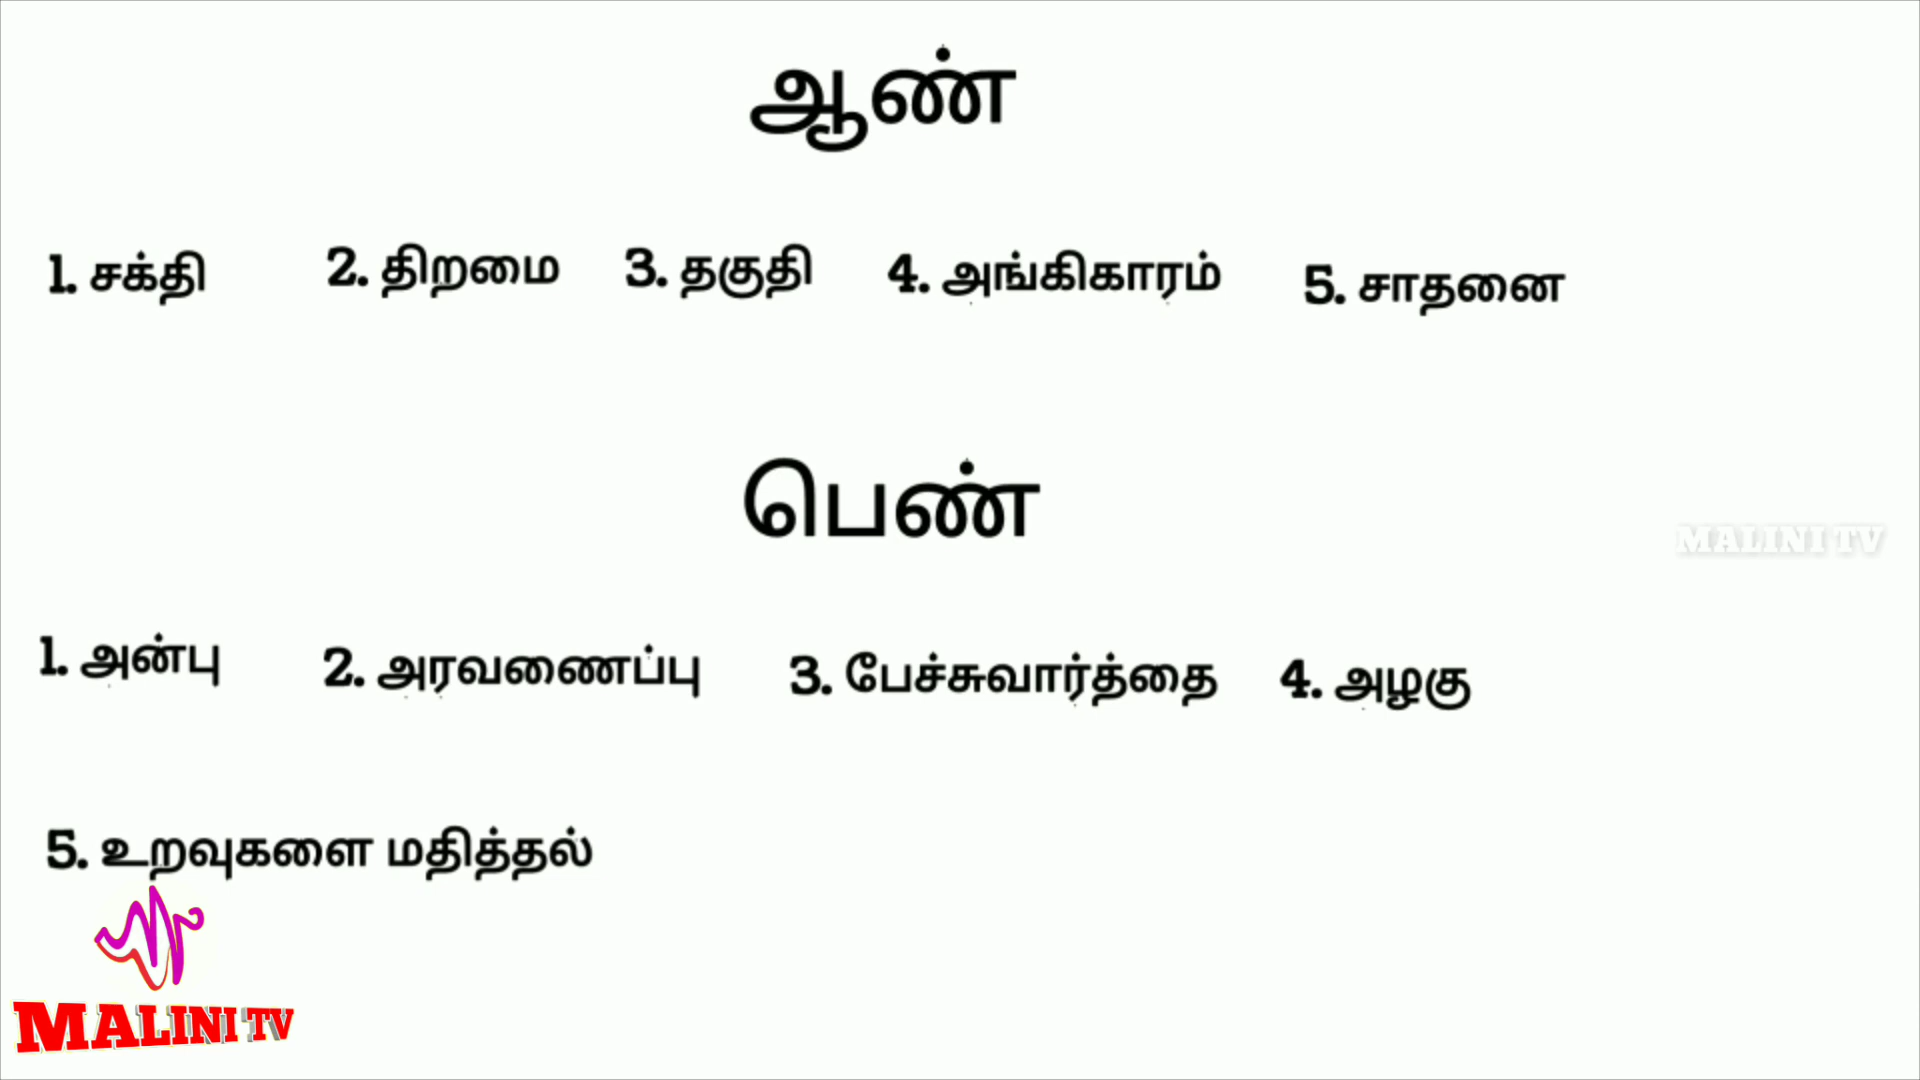 ஆண்
1. சக்தி 2. திறமை 3. தகுதி 4. அங்கிகாரம் 5. சாதனை
பெண்
MALINI TV
1. அன்பு 2. அரவணைப்பு 3. பேச்சுவார்த்தை 4. அழகு
5. உறவுகளை மதித்தல்
MALINI TV